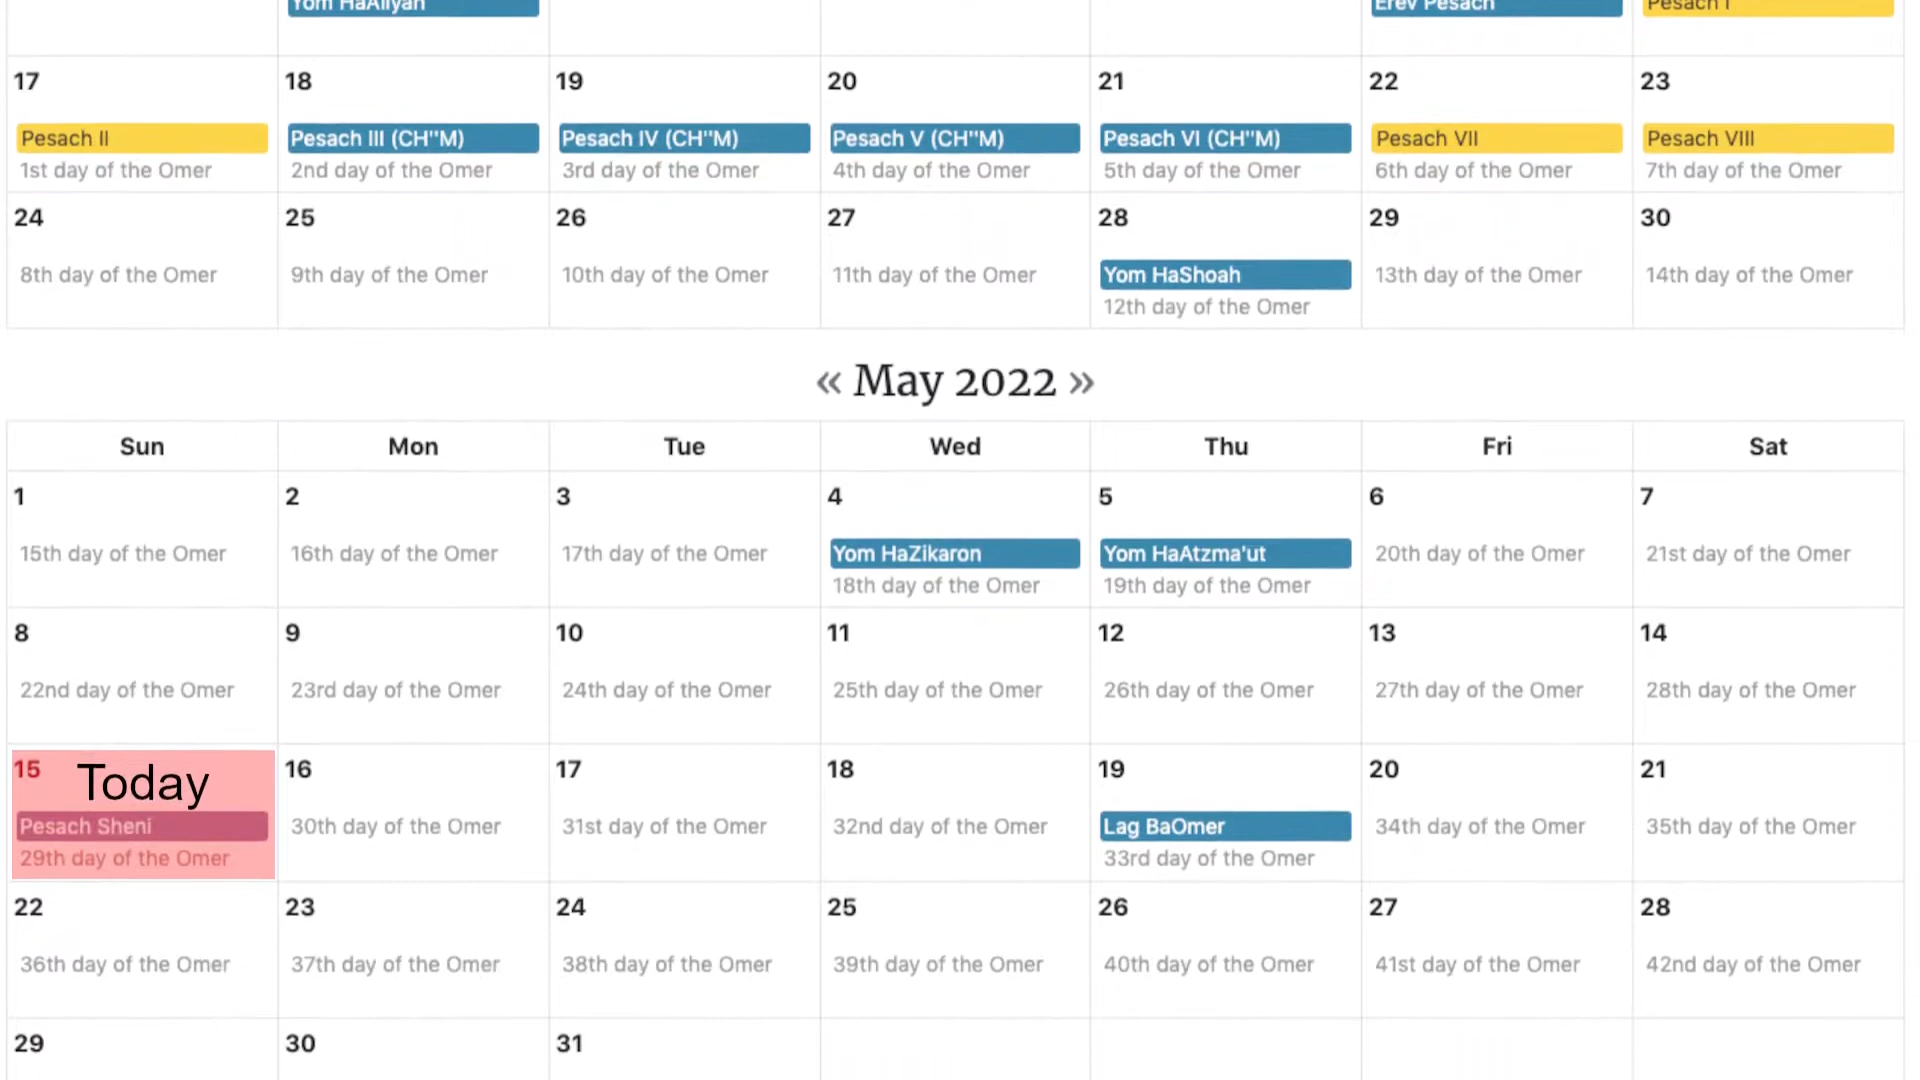 Yom HaAliyah
Erev Pesach
Pesach I
17
18
19
20
21
22
23
Pesach II
Pesach III (CH"M)
Pesach IV (CH"M)
Pesach V (CH"M)
Pesach VI (CH"M)
Pesach VII
Pesach VIII
1st day of the Omer
2nd day of the Omer
3rd day of the Omer
4th day of the Omer
5th day of the Omer
6th day of the Omer
7th day of the Omer
24
25
26
27
28
29
30
8th day of the Omer
9th day of the Omer
10th day of the Omer
11th day of the Omer
Yom HaShoah
13th day of the Omer
14th day of the Omer
12th day of the Omer
« May 2022 »
Sun
Mon
Tue
Wed
Thu
Fri
Sat
1
2
3
4
5
6
7
15th day of the Omer
16th day of the Omer
17th day of the Omer
Yom HaZikaron
Yom HaAtzma'ut
20th day of the Omer
21st day of the Omer
18th day of the Omer
19th day of the Omer
8
9
10
11
12
13
14
22nd day of the Omer
23rd day of the Omer
24th day of the Omer
25th day of the Omer
26th day of the Omer
27th day of the Omer
28th day of the Omer
15 Today
16
17
18
19
20
21
Pesach Sheni
30th day of the Omer
31st day of the Omer
32nd day of the Omer
Lag BaOmer
34th day of the Omer
35th day of the Omer
29th day of the Omer
33rd day of the Omer
22
23
24
25
26
27
28
36th day of the Omer
37th day of the Omer
38th day of the Omer
39th day of the Omer
40th day of the Omer
41st day of the Omer
42nd day of the Omer
29
30
31